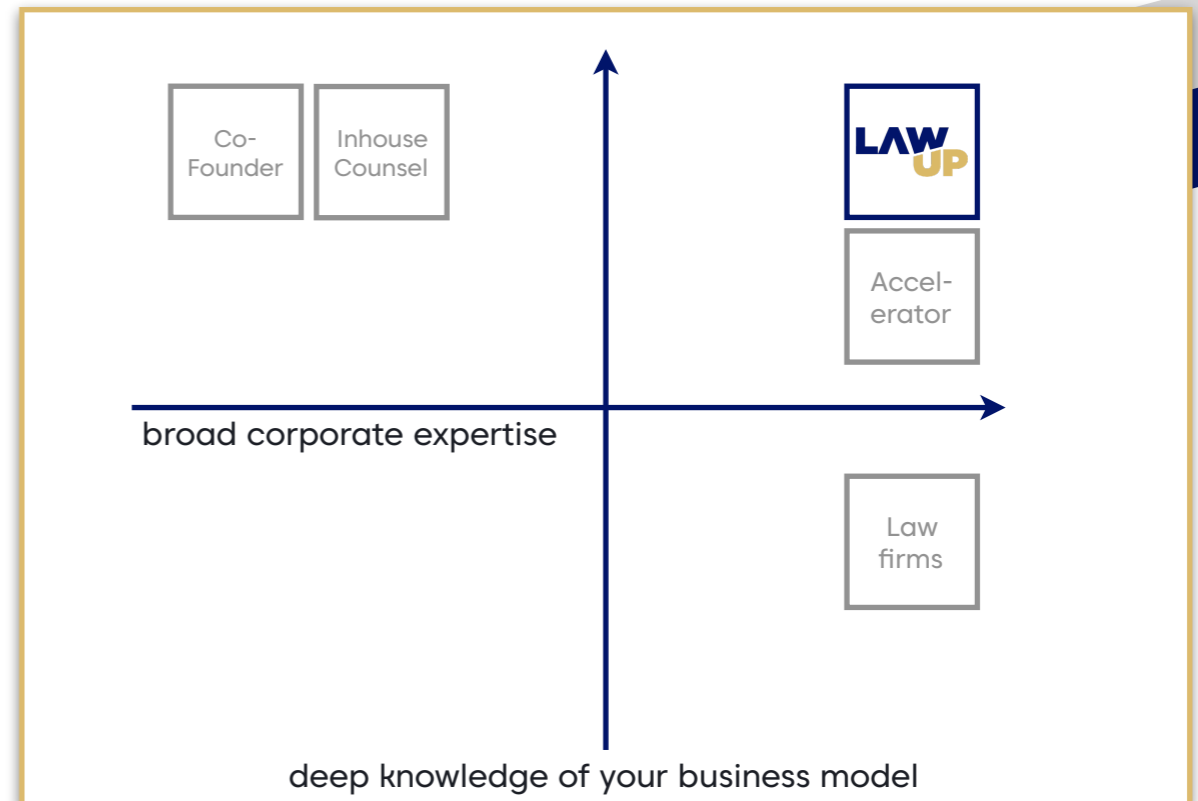 Co-
Founder
Inhouse
Counsel
LAW
UP
Accel-
erator
broad corporate expertise
Law
firms
deep knowledge of your business model